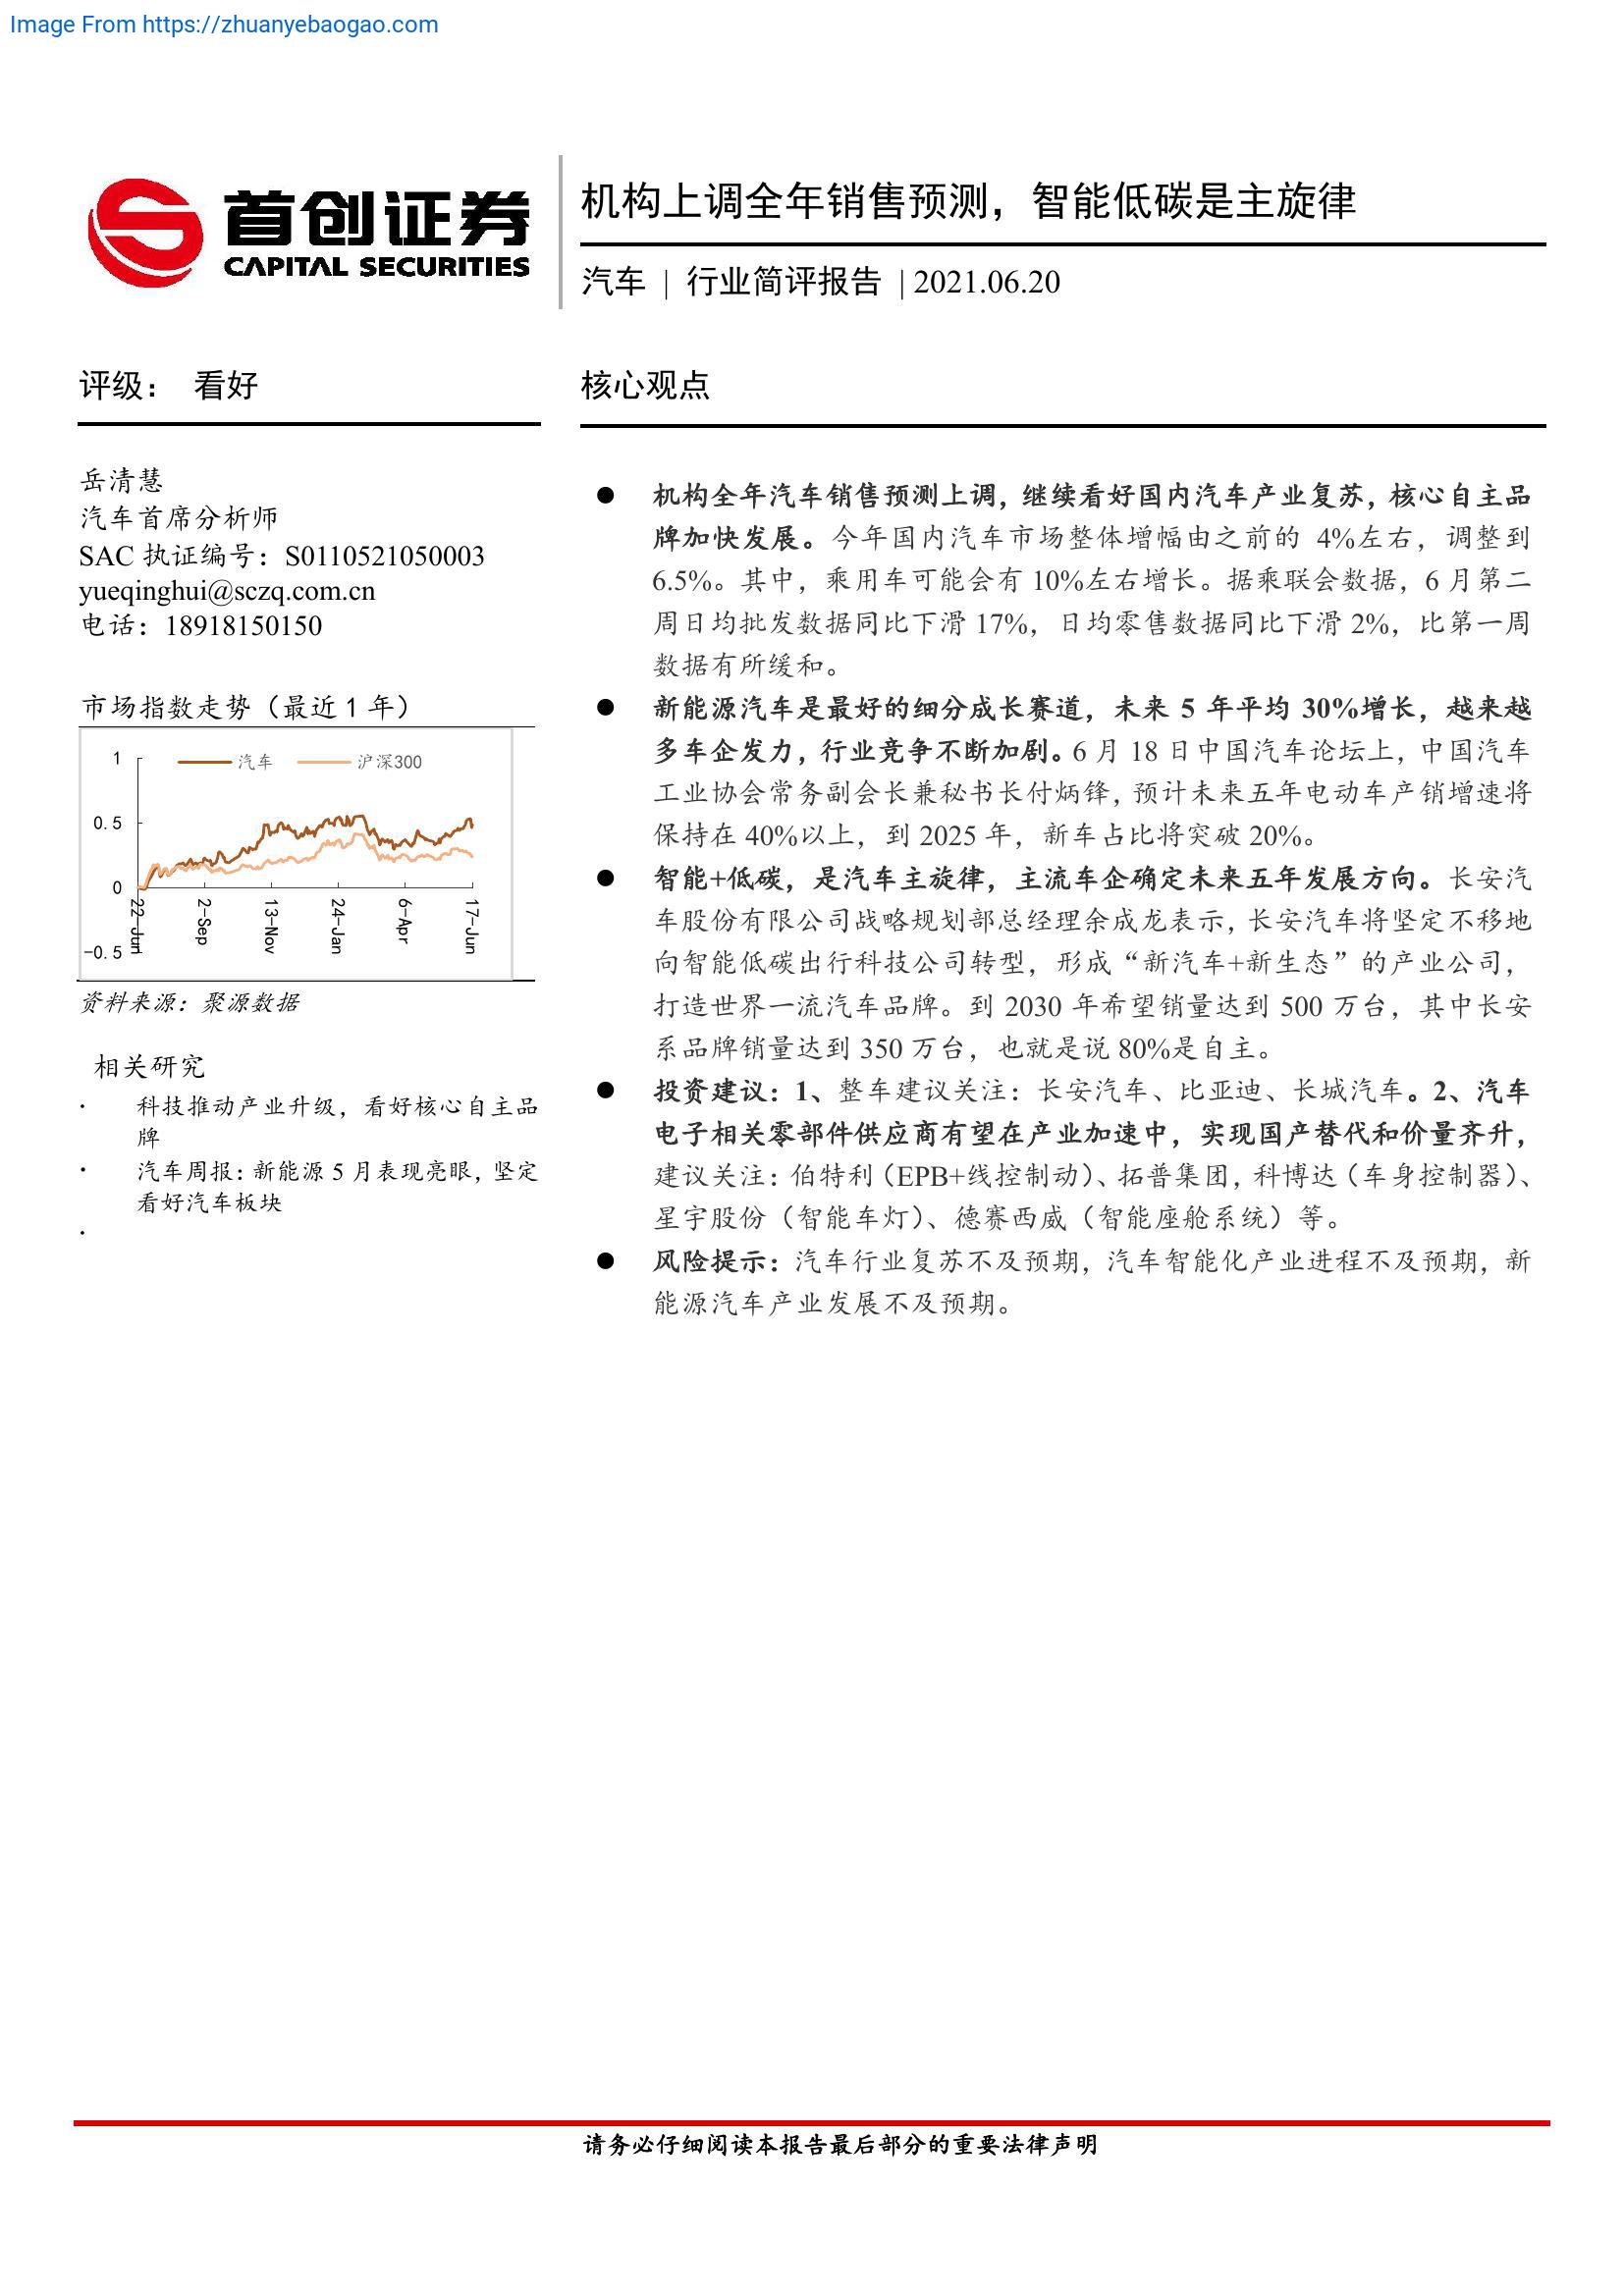 Image From https://zhuanyebaogao.com
首创证券
CAPITAL SECURITIES
机构上调全年销售预测，智能低碳是主旋律
汽车 | 行业简评报告 | 2021.06.20
评级： 看好
岳清慧
汽车首席分析师
SAC 执证编号：S0110521050003
yueqinghui@sczq.com.cn
电话：18918150150
市场指数走势（最近 1 年）
汽车 沪深300
1
0.5
0
-0.5
22-Jun 2-Sep 13-Nov 24-Jan 6-Apr 17-Jun
资料来源：聚源数据
相关研究
· 科技推动产业升级，看好核心自主品
牌
· 汽车周报：新能源 5 月表现亮眼，坚定
看好汽车板块
·
核心观点
● 机构全年汽车销售预测上调，继续看好国内汽车产业复苏，核心自主品
牌加快发展。今年国内汽车市场整体增幅由之前的 4%左右，调整到
6.5%。其中，乘用车可能会有 10%左右增长。据乘联会数据，6 月第二
周日均批发数据同比下滑 17%，日均零售数据同比下滑 2%，比第一周
数据有所缓和。
● 新能源汽车是最好的细分成长赛道，未来 5 年平均 30%增长，越来越
多车企发力，行业竞争不断加剧。6 月 18 日中国汽车论坛上，中国汽车
工业协会常务副会长兼秘书长付炳锋，预计未来五年电动车产销增速将
保持在 40%以上，到 2025 年，新车占比将突破 20%。
● 智能+低碳，是汽车主旋律，主流车企确定未来五年发展方向。长安汽
车股份有限公司战略规划部总经理余成龙表示，长安汽车将坚定不移地
向智能低碳出行科技公司转型，形成“新汽车+新生态”的产业公司，
打造世界一流汽车品牌。到 2030 年希望销量达到 500 万台，其中长安
系品牌销量达到 350 万台，也就是说 80%是自主。
● 投资建议：1、整车建议关注：长安汽车、比亚迪、长城汽车。2、汽车
电子相关零部件供应商有望在产业加速中，实现国产替代和价量齐升，
建议关注：伯特利（EPB+线控制动）、拓普集团，科博达（车身控制器）、
星宇股份（智能车灯）、德赛西威（智能座舱系统）等。
● 风险提示：汽车行业复苏不及预期，汽车智能化产业进程不及预期，新
能源汽车产业发展不及预期。
请务必仔细阅读本报告最后部分的重要法律声明